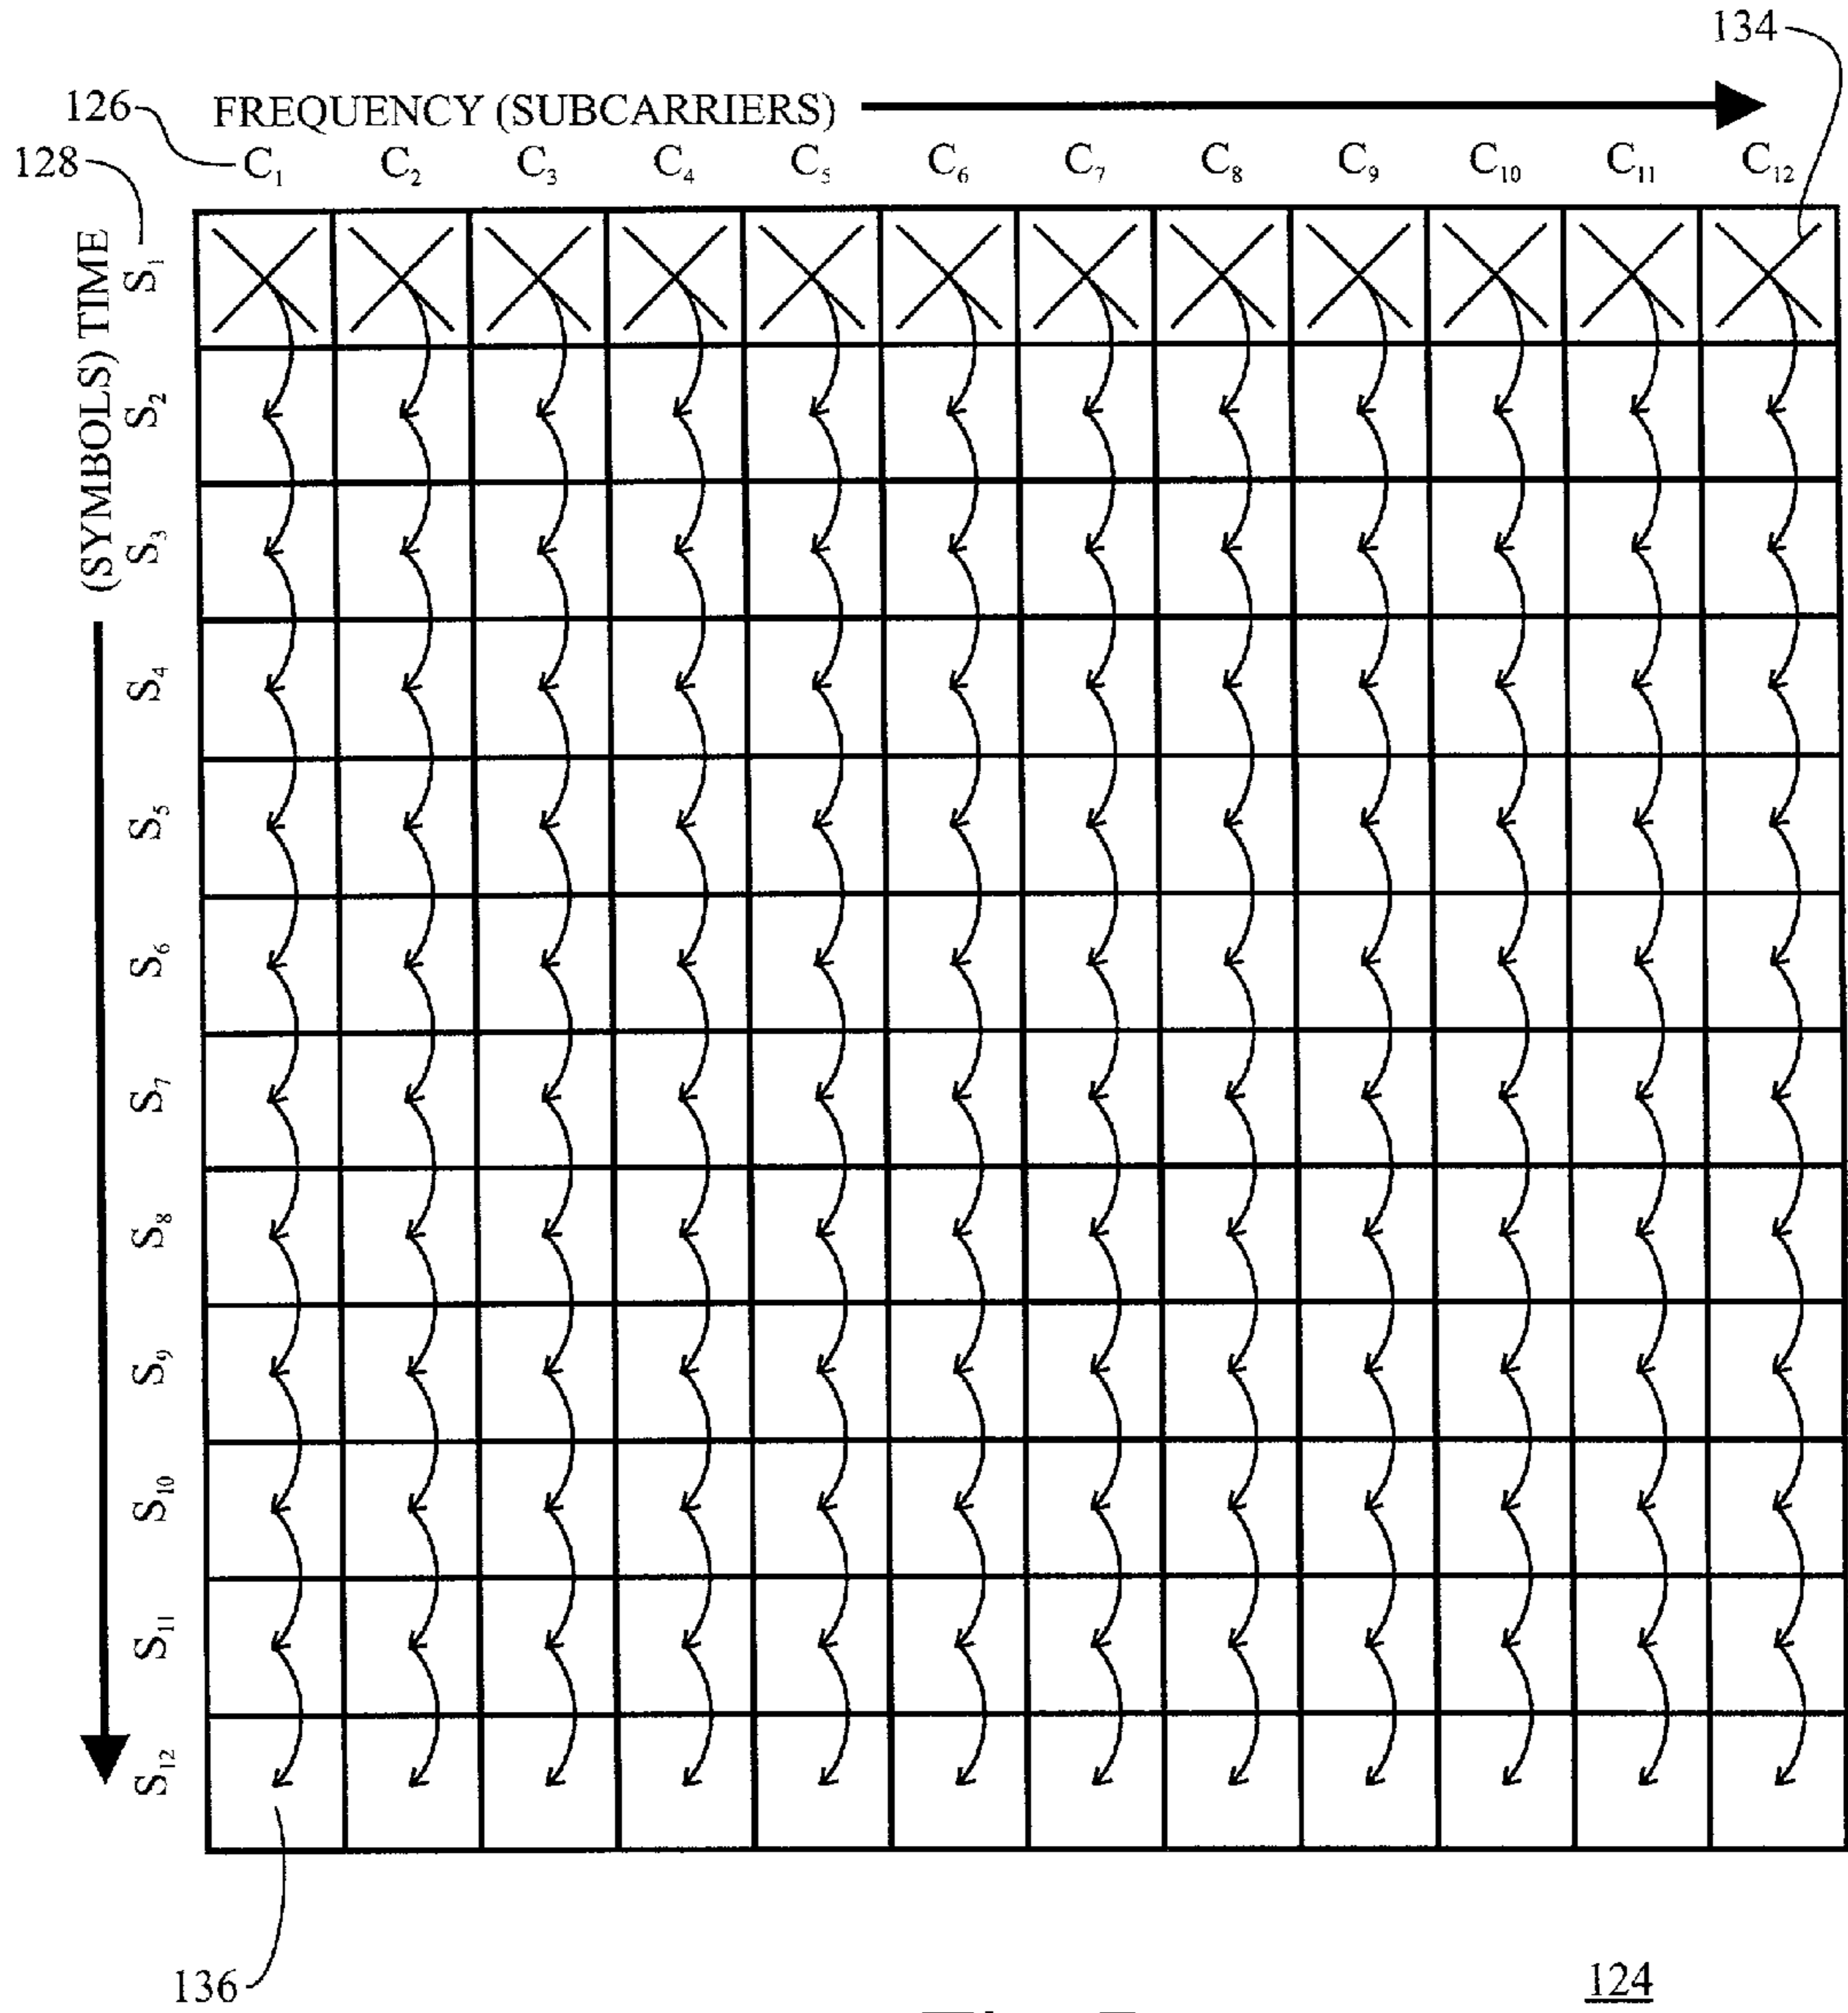 134
126
FREQUENCY (SUBCARRIERS)
128
C₁ C₂ C₃ C₄ C₅ C₆ C₇ C₈ C₉ C₁₀ C₁₁ C₁₂
(SYMBOLS) TIME
S₁
S₂
S₃
S₄
S₅
S₆
S₇
S₈
S₉
S₁₀
S₁₁
S₁₂
136
124